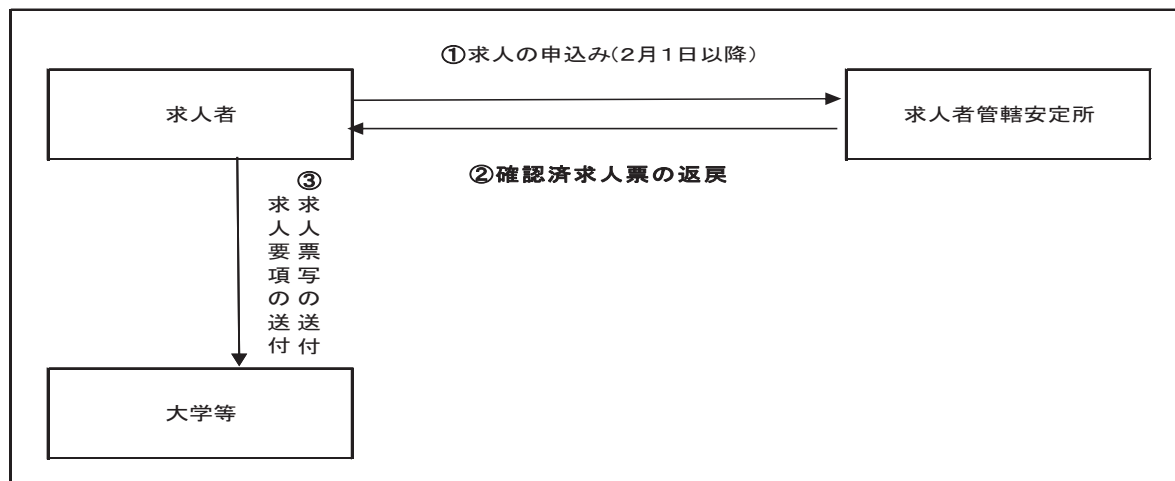 ①求人の申込み(2月1日以降)
求人者
求人者管轄安定所
②確認済求人票の返戻
③求人票写の送付
求人要項の送付
大学等